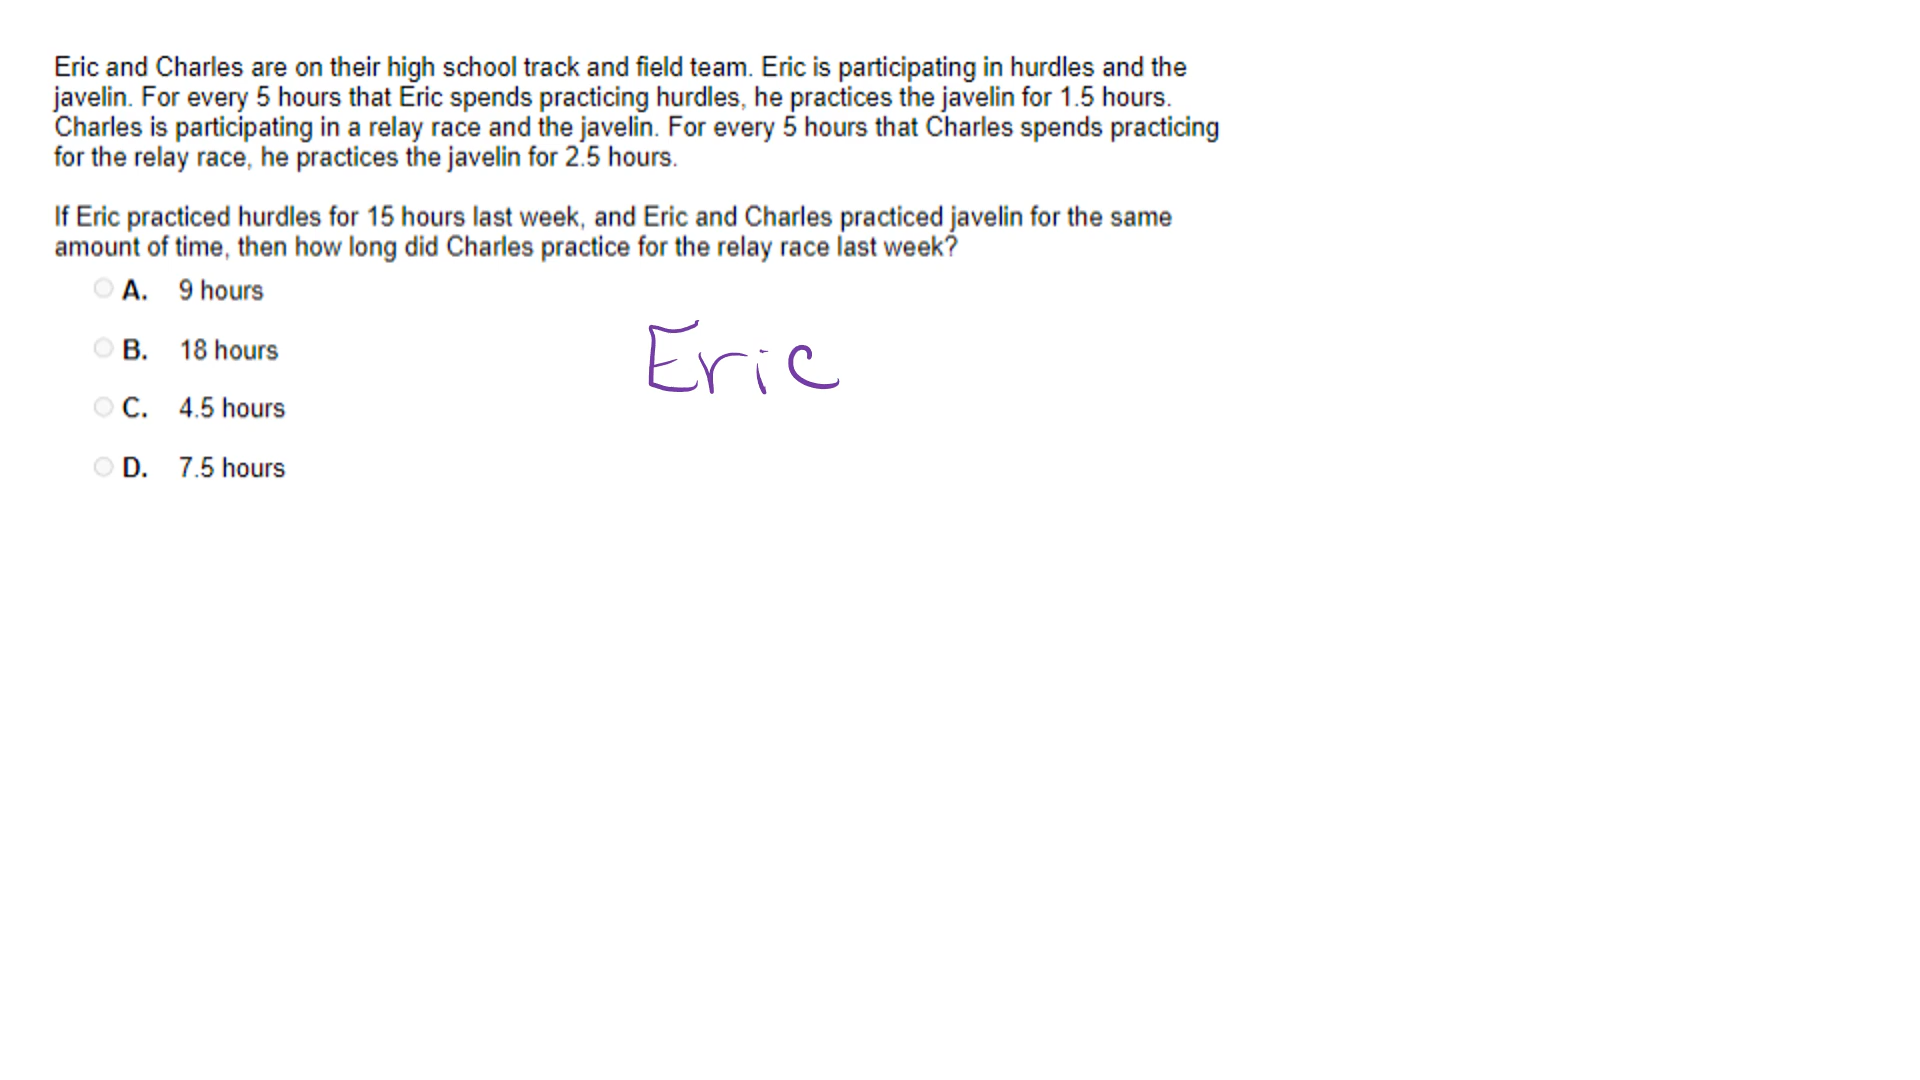 Eric and Charles are on their high school track and field team. Eric is participating in hurdles and the
javelin. For every 5 hours that Eric spends practicing hurdles, he practices the javelin for 1.5 hours.
Charles is participating in a relay race and the javelin. For every 5 hours that Charles spends practicing
for the relay race, he practices the javelin for 2.5 hours.
If Eric practiced hurdles for 15 hours last week, and Eric and Charles practiced javelin for the same
amount of time, then how long did Charles practice for the relay race last week?
A. 9 hours
B. 18 hours
C. 4.5 hours
D. 7.5 hours
Eric